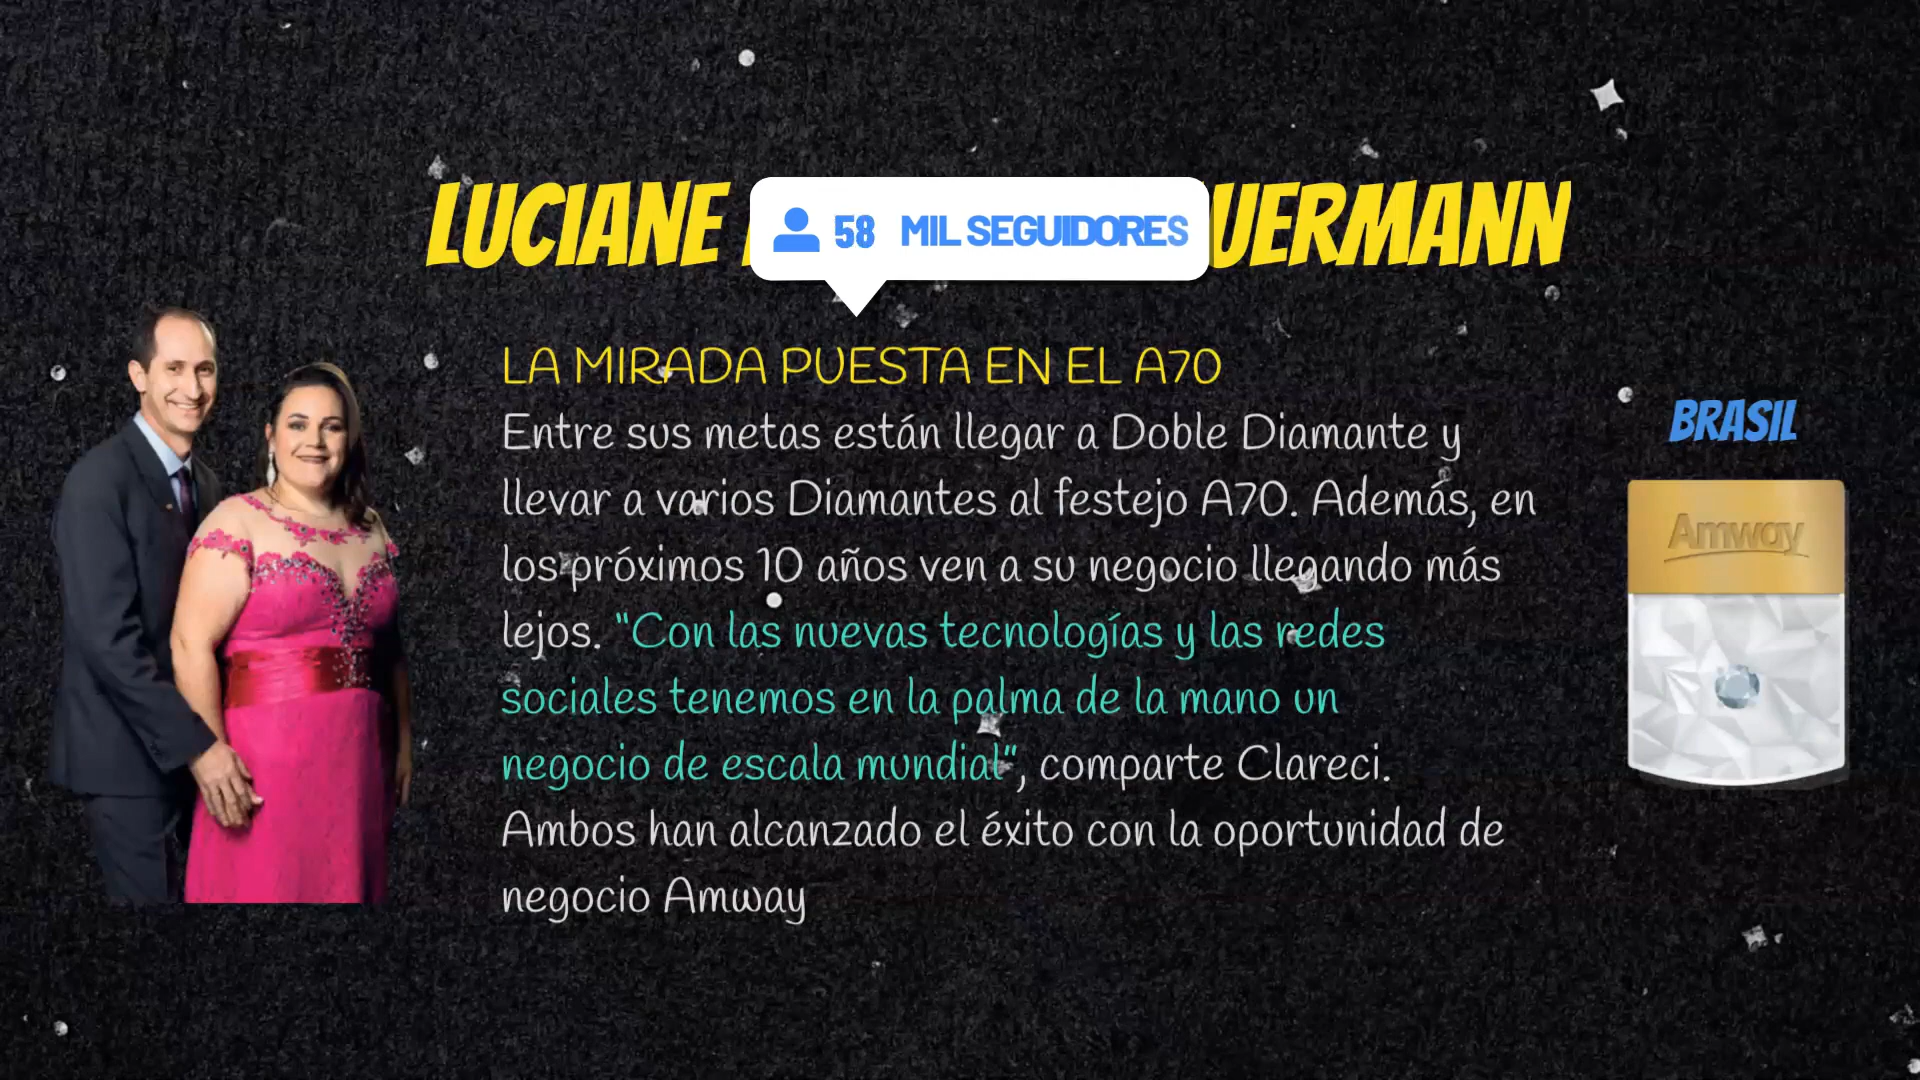 LUCIANE UERMANN
58 MIL SEGUIDORES
LA MIRADA PUESTA EN EL A70
Entre sus metas están llegar a Doble Diamante y
llevar a varios Diamantes al festejo A70. Además, en
los próximos 10 años ven a su negocio llegando más
lejos. "Con las nuevas tecnologías y las redes
sociales tenemos en la palma de la mano un
negocio de escala mundial", comparte Clareci.
Ambos han alcanzado el éxito con la oportunidad de
negocio Amway
BRASIL
Amway